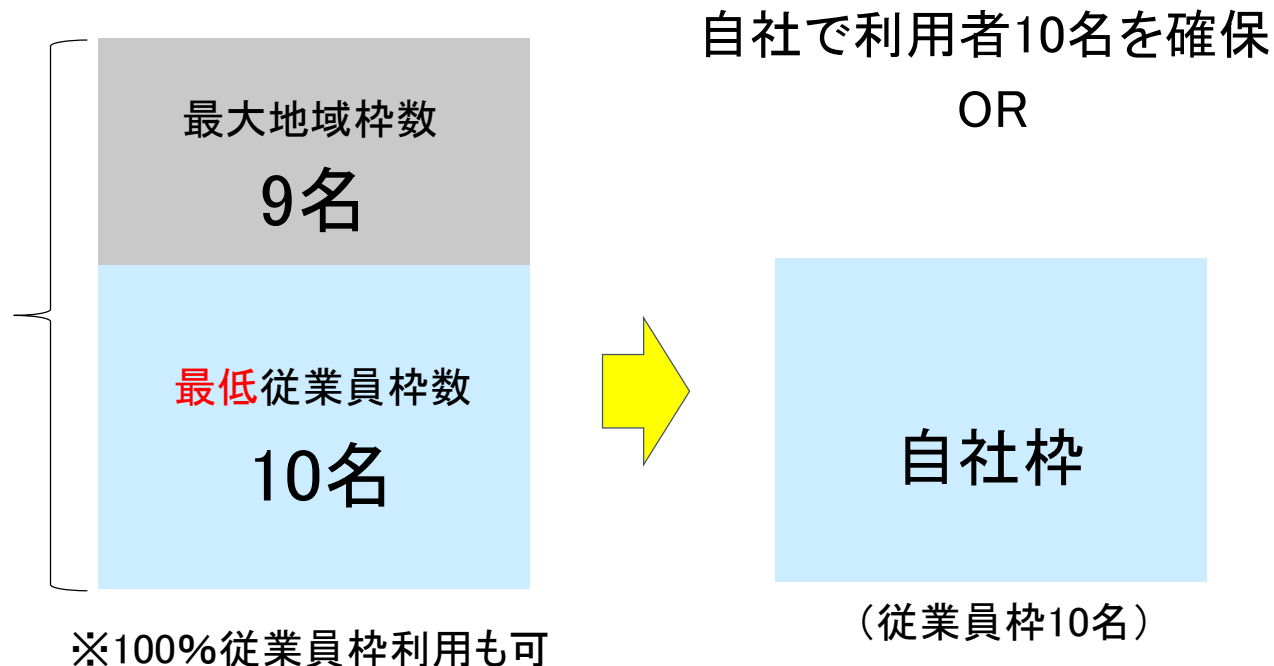 最大地域枠数
9名
最低従業員枠数
10名
※100%従業員枠利用も可
自社で利用者10名を確保
OR
自社枠
（従業員枠10名）